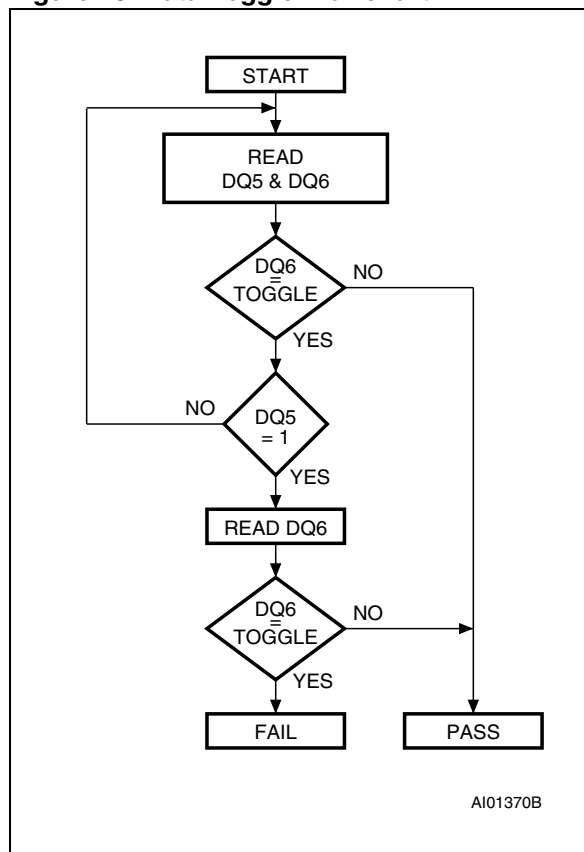 START
READ
DQ5 & DQ6
DQ6
=
TOGGLE
NO
YES
NO
DQ5
= 1
YES
READ DQ6
DQ6
=
TOGGLE
NO
YES
FAIL
PASS
AI01370B